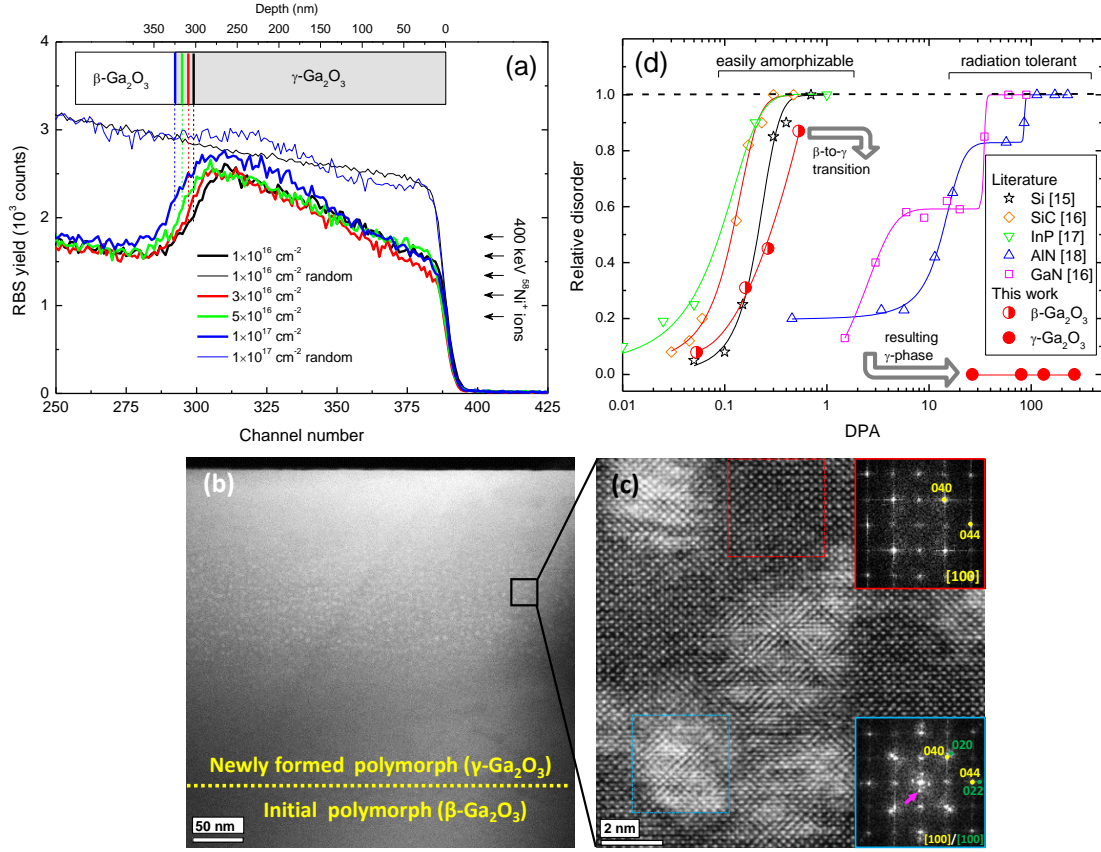 Depth (nm)
350 300 250 200 150 100 50 0
4
3
2
1
0
RBS yield (10³ counts)
(a)
β-Ga₂O₃
γ-Ga₂O₃
1×10¹⁶ cm⁻²
1×10¹⁶ cm⁻² random
3×10¹⁶ cm⁻²
5×10¹⁶ cm⁻²
1×10¹⁷ cm⁻²
1×10¹⁷ cm⁻² random
400 keV ⁵⁸Ni⁺ ions
250 275 300 325 350 375 400 425
Channel number
(d)
easily amorphizable
radiation tolerant
1.0
0.8
0.6
0.4
0.2
0.0
Relative disorder
β-to-γ
transition
Literature
Si [15]
SiC [16]
InP [17]
AlN [18]
GaN [16]
This work
β-Ga₂O₃
γ-Ga₂O₃
resulting
γ-phase
0.01 0.1 1 10 100
DPA
(b)
Newly formed polymorph (γ-Ga₂O₃)
Initial polymorph (β-Ga₂O₃)
50 nm
(c)
040
044
[100]
040
020
044
022
[100]/[100]
2 nm